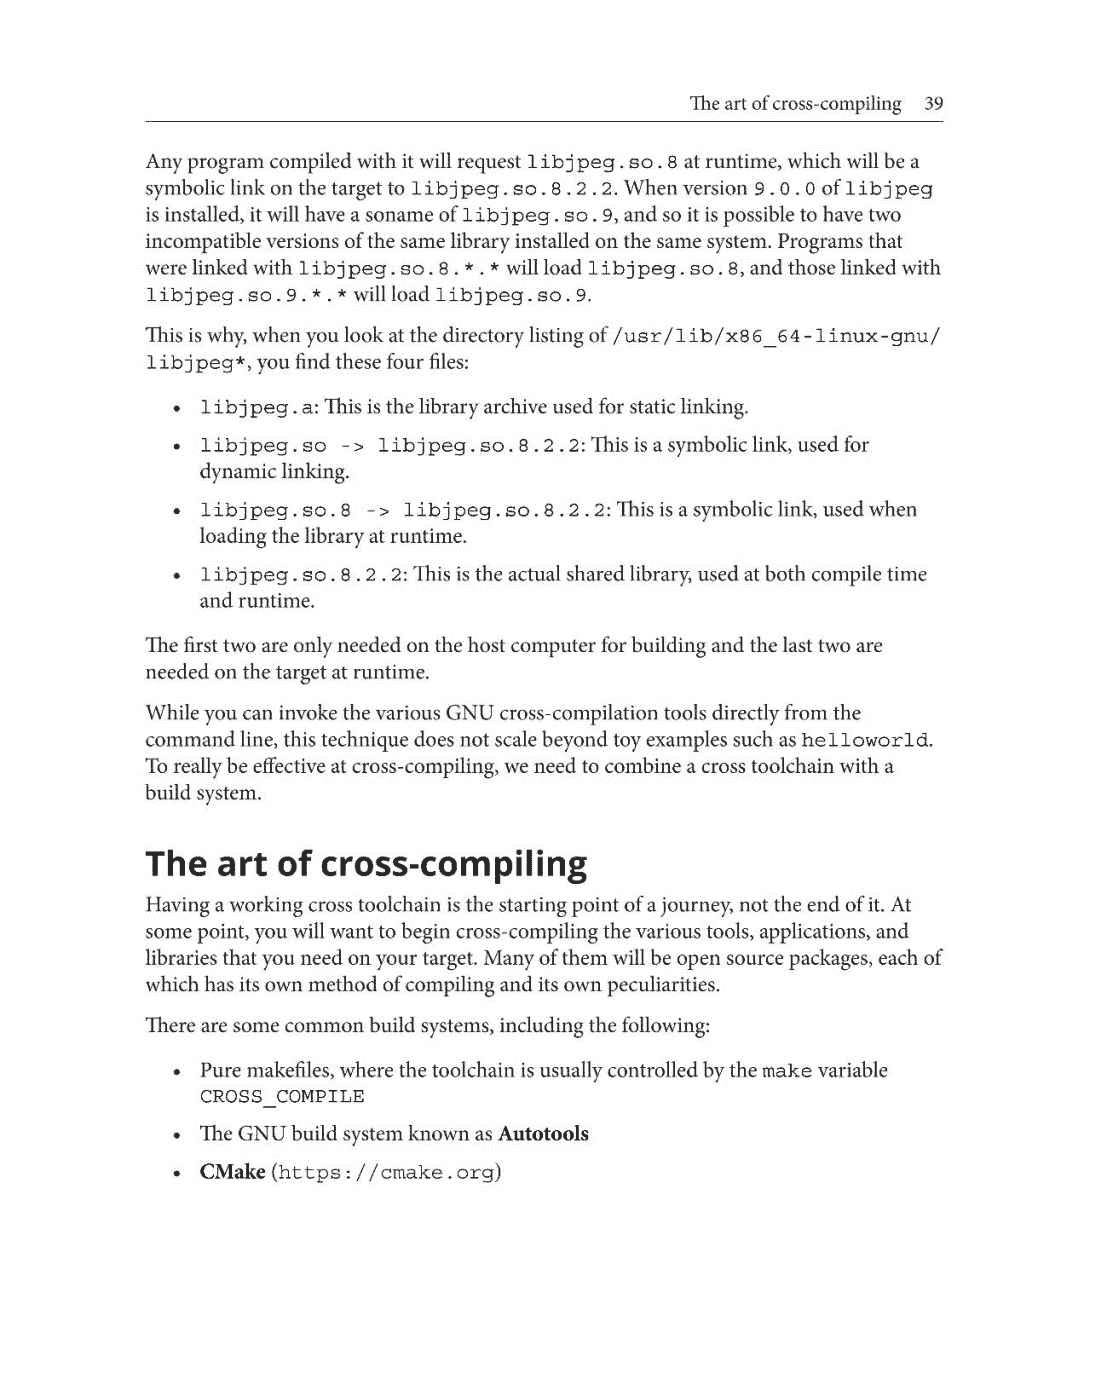 The art of cross-compiling 39
Any program compiled with it will request libjpeg.so.8 at runtime, which will be a
symbolic link on the target to libjpeg.so.8.2.2. When version 9.0.0 of libjpeg
is installed, it will have a soname of libjpeg.so.9, and so it is possible to have two
incompatible versions of the same library installed on the same system. Programs that
were linked with libjpeg.so.8.*.* will load libjpeg.so.8, and those linked with
libjpeg.so.9.*.* will load libjpeg.so.9.
This is why, when you look at the directory listing of /usr/lib/x86_64-linux-gnu/
libjpeg*, you find these four files:
• libjpeg.a: This is the library archive used for static linking.
• libjpeg.so -> libjpeg.so.8.2.2: This is a symbolic link, used for
dynamic linking.
• libjpeg.so.8 -> libjpeg.so.8.2.2: This is a symbolic link, used when
loading the library at runtime.
• libjpeg.so.8.2.2: This is the actual shared library, used at both compile time
and runtime.
The first two are only needed on the host computer for building and the last two are
needed on the target at runtime.
While you can invoke the various GNU cross-compilation tools directly from the
command line, this technique does not scale beyond toy examples such as helloworld.
To really be effective at cross-compiling, we need to combine a cross toolchain with a
build system.
The art of cross-compiling
Having a working cross toolchain is the starting point of a journey, not the end of it. At
some point, you will want to begin cross-compiling the various tools, applications, and
libraries that you need on your target. Many of them will be open source packages, each of
which has its own method of compiling and its own peculiarities.
There are some common build systems, including the following:
• Pure makefiles, where the toolchain is usually controlled by the make variable
CROSS_COMPILE
• The GNU build system known as Autotools
• CMake (https://cmake.org)